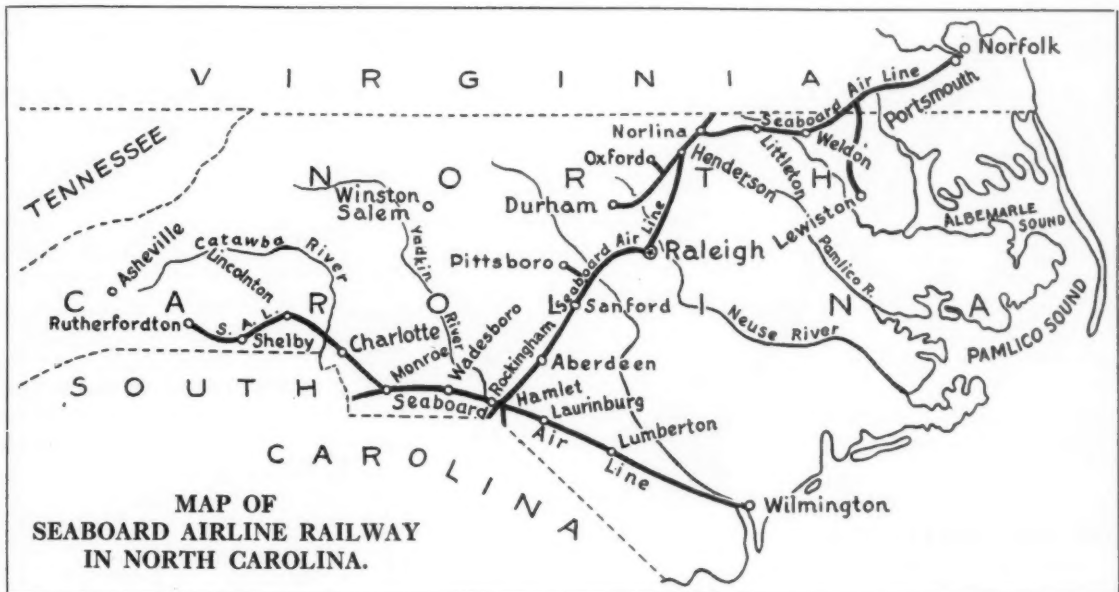 VIRGINIA
Norfolk
Portsmouth
Seaboard Air Line
TENNESSEE
Norlina
Littleton
Weldon
Oxford
Henderson
NORTH
Winston
Salem
Durham
Lewiston
ALBEMARLE
SOUND
Yadkin
River
Seaboard Air Line
Raleigh
Pamlico R.
Asheville
Catawba River
Lincolnton
Pittsboro
CAROLINA
Sanford
Neuse River
PAMLICO SOUND
Rutherfordton
S. A. L.
Shelby
Charlotte
Monroe
Wadesboro
Rockingham
Aberdeen
SOUTH
Seaboard
Hamlet
Laurinburg
Air
Lumberton
Line
CAROLINA
Wilmington
MAP OF
SEABOARD AIRLINE RAILWAY
IN NORTH CAROLINA.